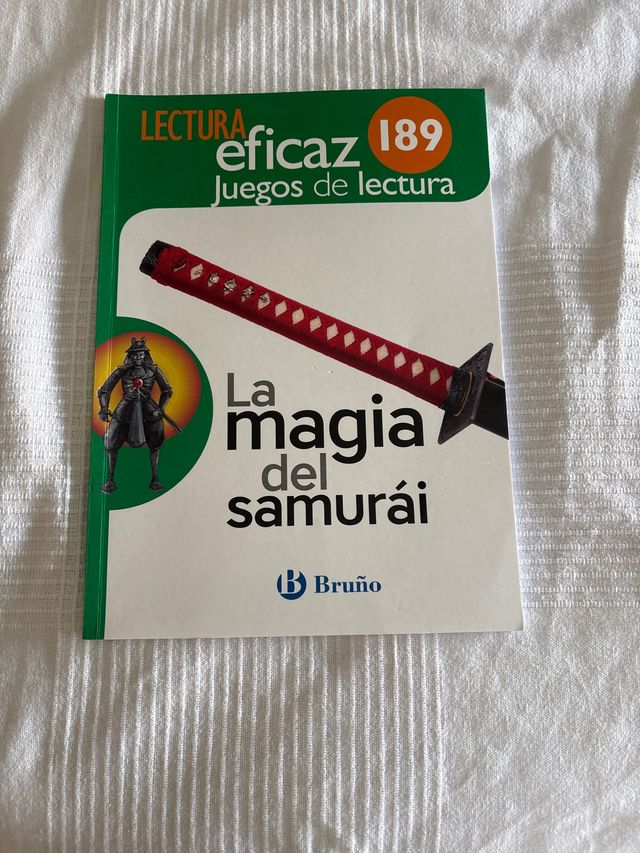 LECTURA
eficaz
189
Juegos de lectura
La
magia
del
samurái
B Bruño